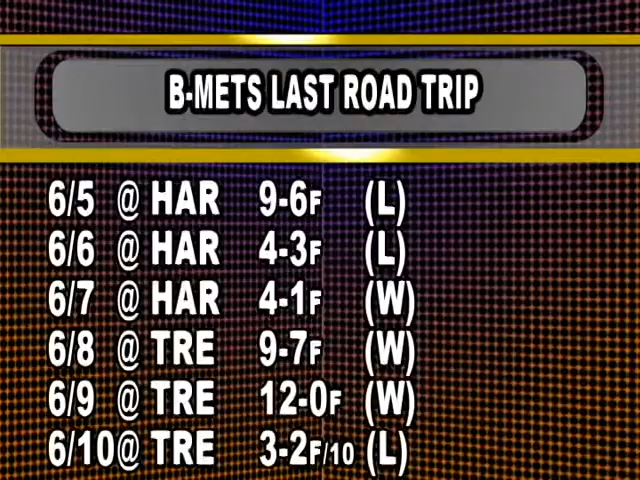 B-METS LAST ROAD TRIP
6/5 @ HAR 9-6F (L)
6/6 @ HAR 4-3F (L)
6/7 @ HAR 4-1F (W)
6/8 @ TRE 9-7F (W)
6/9 @ TRE 12-0F (W)
6/10@ TRE 3-2F/10 (L)